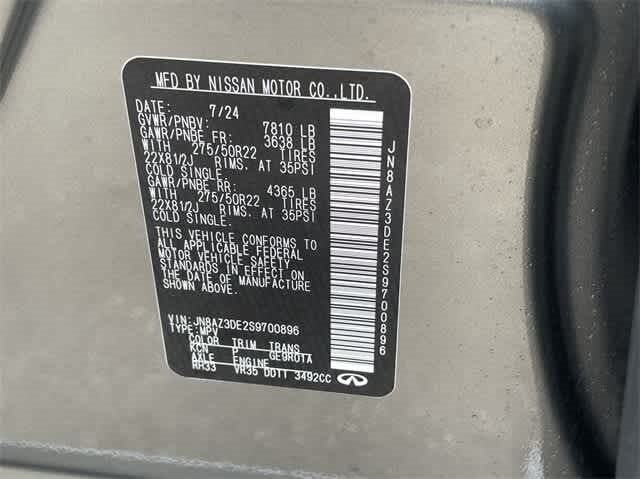 MFD BY NISSAN MOTOR CO.,LTD.
DATE: 7/24
GVWR/PNBV: 7810 LB
GAWR/PNBE FR: 3638 LB
WITH 275/50R22 TIRES
22X81/2J RIMS, AT 35PSI
COLD SINGLE.
GAWR/PNBE RR: 4365 LB
WITH 275/50R22 TIRES
22X81/2J RIMS, AT 35PSI
COLD SINGLE.
THIS VEHICLE CONFORMS TO
ALL APPLICABLE FEDERAL
MOTOR VEHICLE SAFETY
STANDARDS IN EFFECT ON
THE DATE OF MANUFACTURE
SHOWN ABOVE.
VIN: JN8AZ3DE2S9700896
TYPE: MPV
COLOR TRIM TRANS
KCN P GE9R01A
AXLE ENGINE
RH33 VR35 DDTT 3492CC
JN8AZ3DE2S9700896